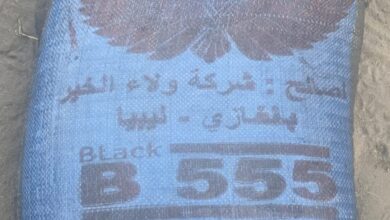 لصالح : شركة ولاء الخير
بنغازي - ليبيا
Black
B 555